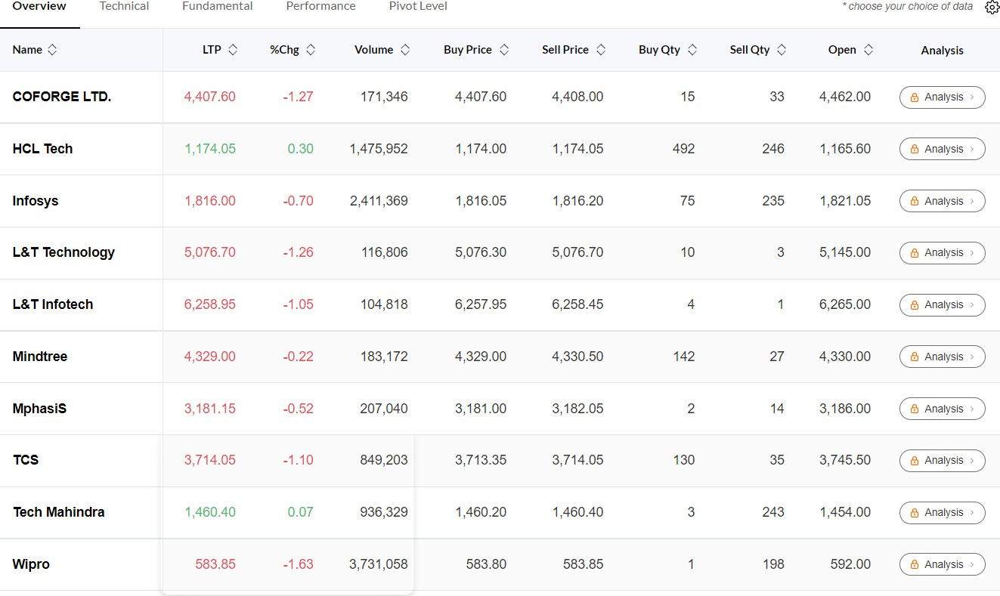 Overview Technical Fundamental Performance Pivot Level * choose your choice of data
Name LTP %Chg Volume Buy Price Sell Price Buy Qty Sell Qty Open Analysis
COFORGE LTD. 4,407.60 -1.27 171,346 4,407.60 4,408.00 15 33 4,462.00 Analysis
HCL Tech 1,174.05 0.30 1,475,952 1,174.00 1,174.05 492 246 1,165.60 Analysis
Infosys 1,816.00 -0.70 2,411,369 1,816.05 1,816.20 75 235 1,821.05 Analysis
L&T Technology 5,076.70 -1.26 116,806 5,076.30 5,076.70 10 3 5,145.00 Analysis
L&T Infotech 6,258.95 -1.05 104,818 6,257.95 6,258.45 4 1 6,265.00 Analysis
Mindtree 4,329.00 -0.22 183,172 4,329.00 4,330.50 142 27 4,330.00 Analysis
MphasiS 3,181.15 -0.52 207,040 3,181.00 3,182.05 2 14 3,186.00 Analysis
TCS 3,714.05 -1.10 849,203 3,713.35 3,714.05 130 35 3,745.50 Analysis
Tech Mahindra 1,460.40 0.07 936,329 1,460.20 1,460.40 3 243 1,454.00 Analysis
Wipro 583.85 -1.63 3,731,058 583.80 583.85 1 198 592.00 Analysis